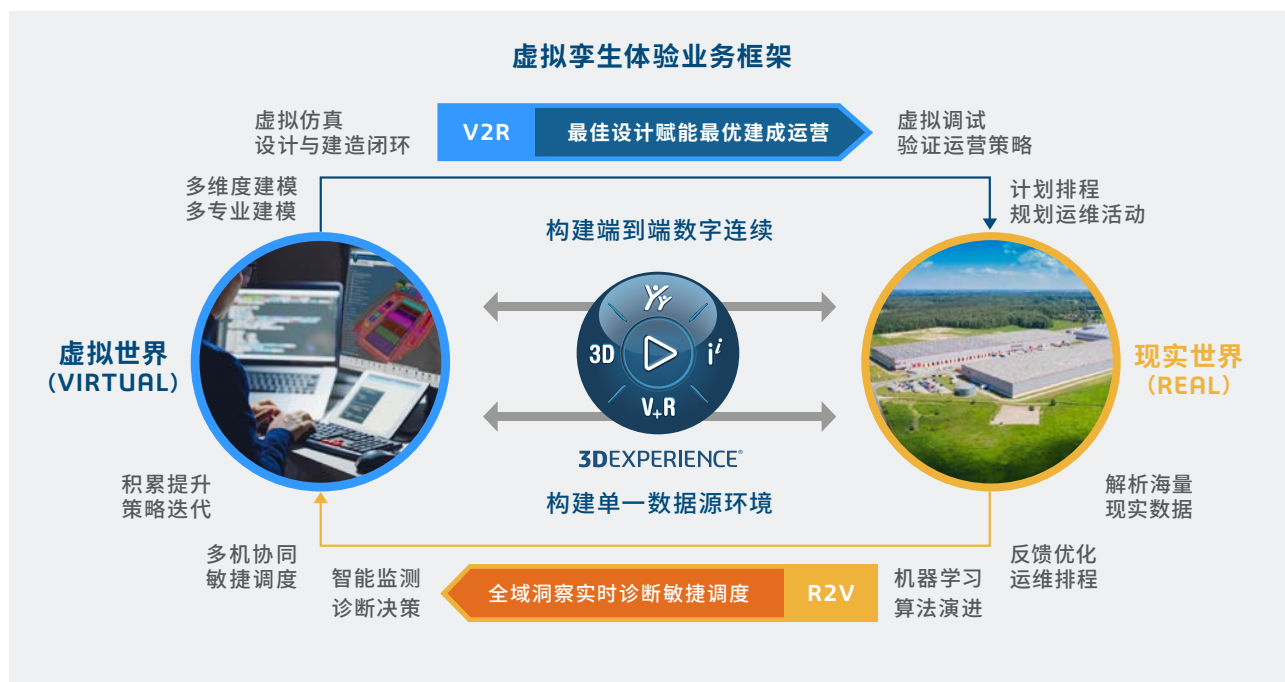 虚拟孪生体验业务框架
虚拟仿真
设计与建造闭环
V2R
最佳设计赋能最优建成运营
虚拟调试
验证运营策略
多维度建模
多专业建模
计划排程
规划运维活动
构建端到端数字连续
3D
i^i
V+R
虚拟世界
(VIRTUAL)
现实世界
(REAL)
3DEXPERIENCE®
构建单一数据源环境
积累提升
策略迭代
解析海量
现实数据
多机协同
敏捷调度
智能监测
诊断决策
全域洞察实时诊断敏捷调度
R2V
机器学习
算法演进
反馈优化
运维排程